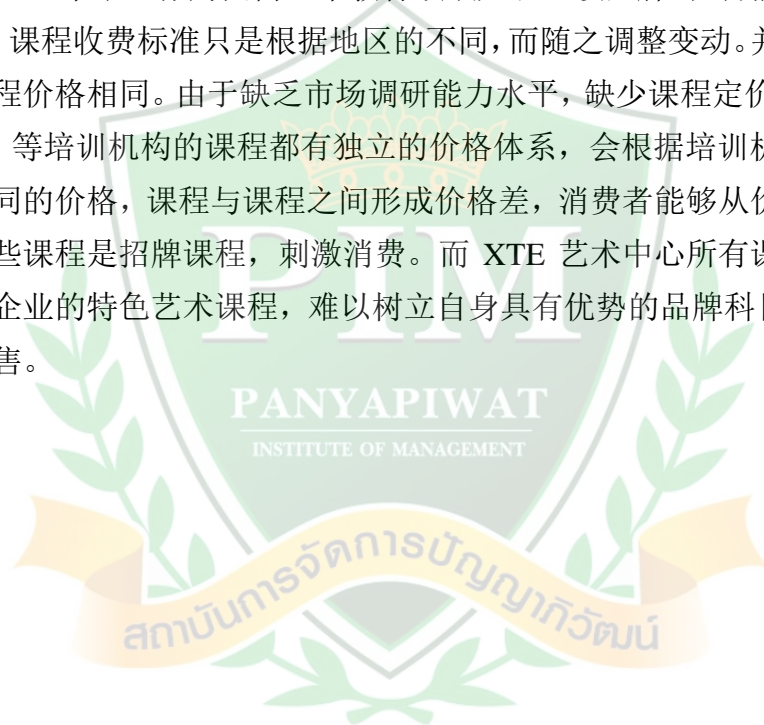 课程收费标准只是根据地区的不同，而随之调整变动。并
程价格相同。由于缺乏市场调研能力水平，缺少课程定价
等培训机构的课程都有独立的价格体系，会根据培训机
同的价格，课程与课程之间形成价格差，消费者能够从价
些课程是招牌课程，刺激消费。而 XTE 艺术中心所有课
企业的特色艺术课程，难以树立自身具有优势的品牌科目
害。
PIM
PANYAPIWAT
INSTITUTE OF MANAGEMENT
สถาบันการจัดการปัญญาภิวัฒน์